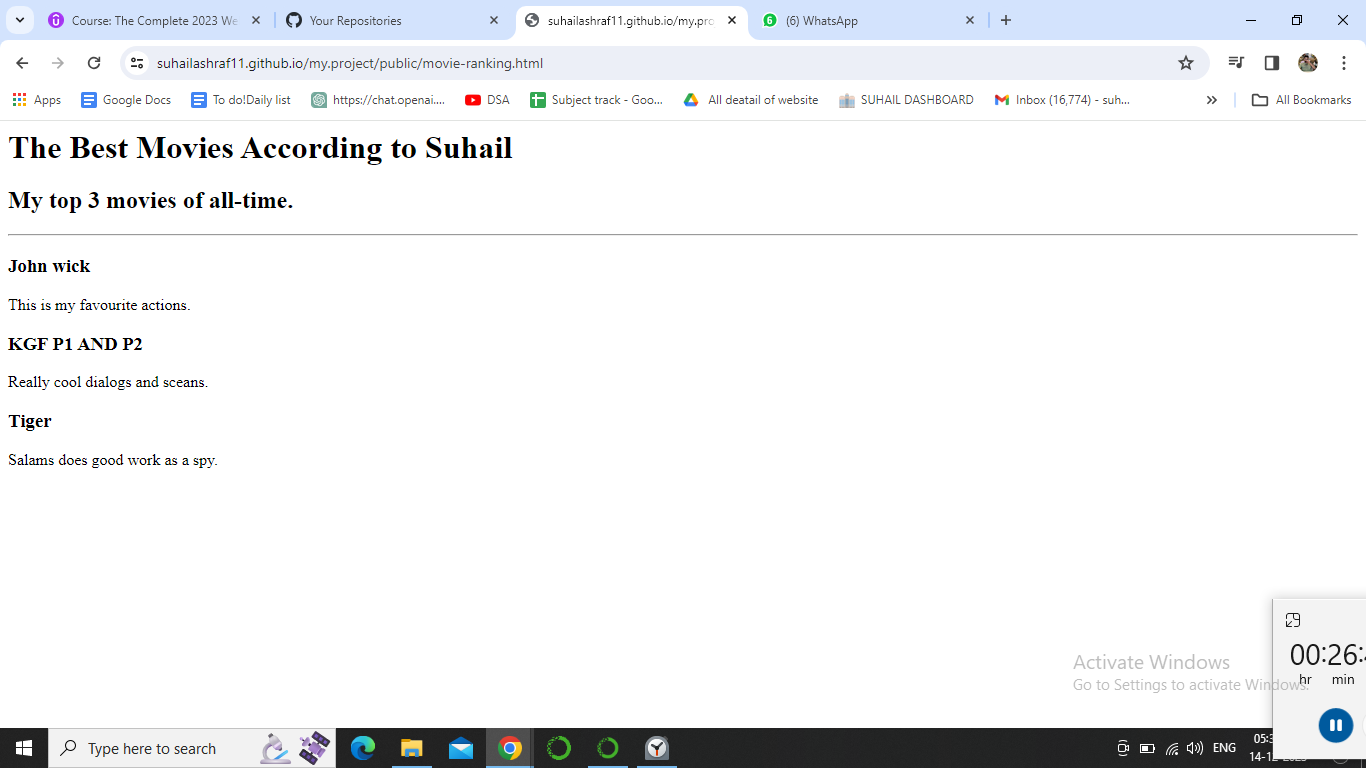 Course: The Complete 2023 We
Your Repositories
suhailashraf11.github.io/my.pro
6 (6) WhatsApp
suhailashraf11.github.io/my.project/public/movie-ranking.html
Apps
Google Docs
To do!Daily list
https://chat.openai....
DSA
Subject track - Goo...
All deatail of website
SUHAIL DASHBOARD
Inbox (16,774) - suh...
All Bookmarks
The Best Movies According to Suhail
My top 3 movies of all-time.
John wick
This is my favourite actions.
KGF P1 AND P2
Really cool dialogs and sceans.
Tiger
Salams does good work as a spy.
Activate Windows
Go to Settings to activate Windows.
00:26:
hr min
Type here to search
ENG
05:3
14-12-